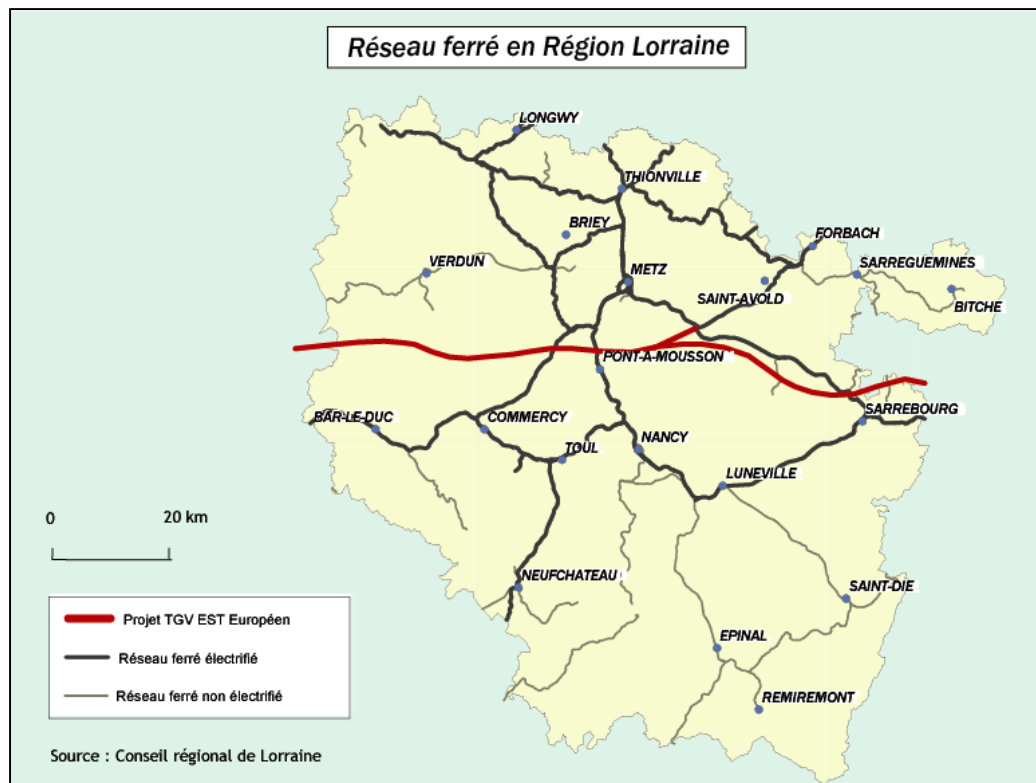 Réseau ferré en Région Lorraine
LONGWY
THIONVILLE
BRIEY
FORBACH
VERDUN
METZ
SARREGUEMINES
SAINT-AVOLD
BITCHE
PONT-A-MOUSSON
BAR-LE-DUC
COMMERCY
SARREBOURG
TOUL
NANCY
LUNEVILLE
0 20 km
NEUFCHATEAU
SAINT-DIE
Projet TGV EST Européen
EPINAL
Réseau ferré électrifié
Réseau ferré non électrifié
REMIREMONT
Source : Conseil régional de Lorraine